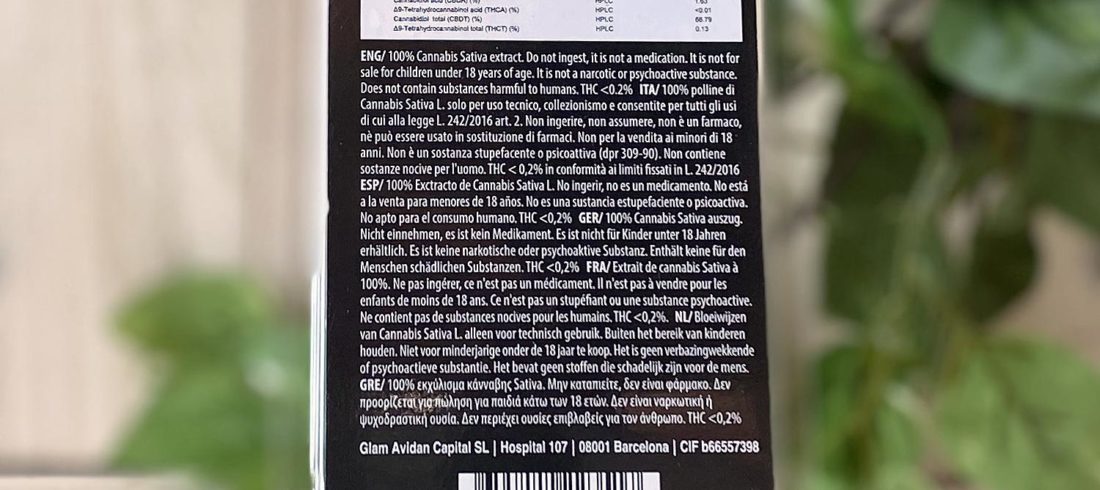 Δ9-Tetrahydrocannabinol acid (THCA) (%) HPLC <0.01
Cannabidiol total (CBDT) (%) HPLC 68.79
Δ9-Tetrahydrocannabinol total (THCT) (%) HPLC 0.13
ENG/ 100% Cannabis Sativa extract. Do not ingest, it is not a medication. It is not for
sale for children under 18 years of age. It is not a narcotic or psychoactive substance.
Does not contain substances harmful to humans. THC <0.2% ITA/ 100% polline di
Cannabis Sativa L. solo per uso tecnico, collezionismo e consentite per tutti gli usi
di cui alla legge L. 242/2016 art. 2. Non ingerire, non assumere, non è un farmaco,
nè può essere usato in sostituzione di farmaci. Non per la vendita ai minori di 18
anni. Non è un sostanza stupefacente o psicoattiva (dpr 309-90). Non contiene
sostanze nocive per l'uomo. THC < 0,2% in conformità ai limiti fissati in L. 242/2016
ESP/ 100% Exctracto de Cannabis Sativa L. No ingerir, no es un medicamento. No está
a la venta para menores de 18 años. No es una sustancia estupefaciente o psicoactiva.
No apto para el consumo humano. THC <0,2% GER/ 100% Cannabis Sativa auszug.
Nicht einnehmen, es ist kein Medikament. Es ist nicht für Kinder unter 18 Jahren
erhältlich. Es ist keine narkotische oder psychoaktive Substanz. Enthält keine für den
Menschen schädlichen Substanzen. THC <0,2% FRA/ Extrait de cannabis Sativa à
100%. Ne pas ingérer, ce n'est pas un médicament. Il n'est pas à vendre pour les
enfants de moins de 18 ans. Ce n'est pas un stupéfiant ou une substance psychoactive.
Ne contient pas de substances nocives pour les humains. THC <0,2%. NL/ Bloeiwijzen
van Cannabis Sativa L. alleen voor technisch gebruik. Buiten het bereik van kinderen
houden. Niet voor minderjarige onder de 18 jaar te koop. Het is geen verbazingwekkende
of psychoactieve substantie. Het bevat geen stoffen die schadelijk zijn voor de mens.
GRE/ 100% εκχύλισμα κάνναβης Sativa. Μην καταπιείτε, δεν είναι φάρμακο. Δεν
προορίζεται για πώληση για παιδιά κάτω των 18 ετών. Δεν είναι ναρκωτική ή
ψυχοδραστική ουσία. Δεν περιέχει ουσίες επιβλαβείς για τον άνθρωπο. THC <0,2%
Glam Avidan Capital SL | Hospital 107 | 08001 Barcelona | CIF b66557398